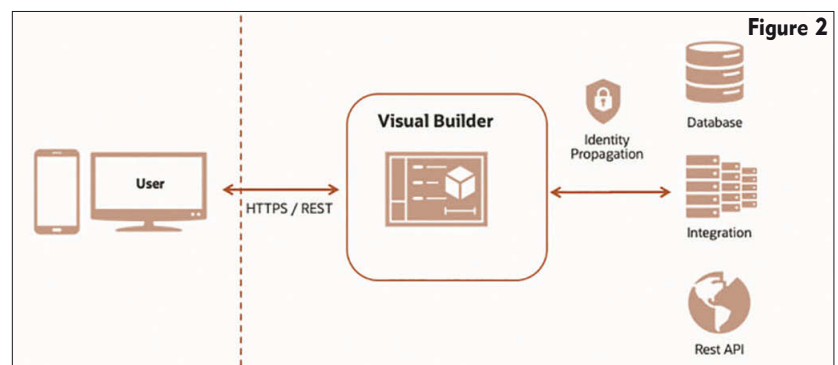 Figure 2
User
HTTPS / REST
Visual Builder
Identity
Propagation
Database
Integration
Rest API